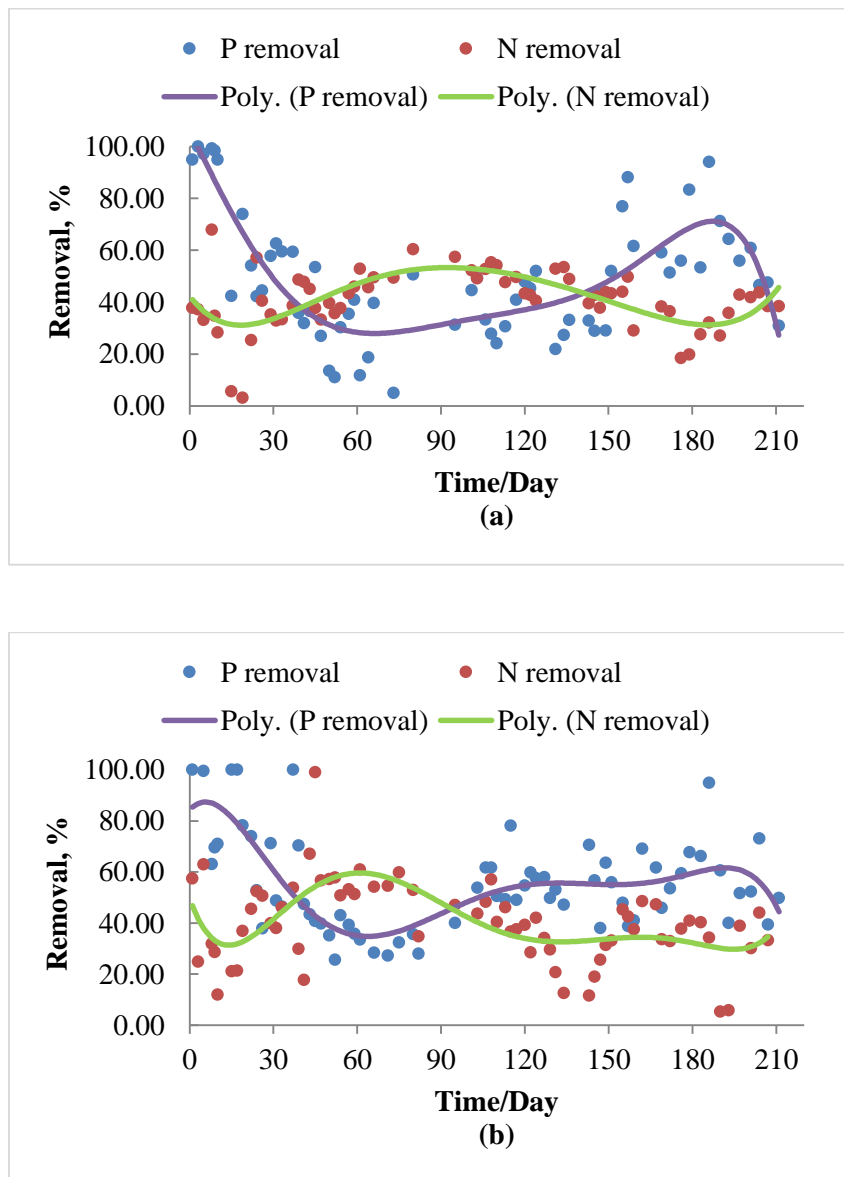 P removal N removal
Poly. (P removal) Poly. (N removal)
100.00
80.00
60.00
40.00
20.00
0.00
Removal, %
0 30 60 90 120 150 180 210
Time/Day
(a)
P removal N removal
Poly. (P removal) Poly. (N removal)
100.00
80.00
60.00
40.00
20.00
0.00
Removal, %
0 30 60 90 120 150 180 210
Time/Day
(b)